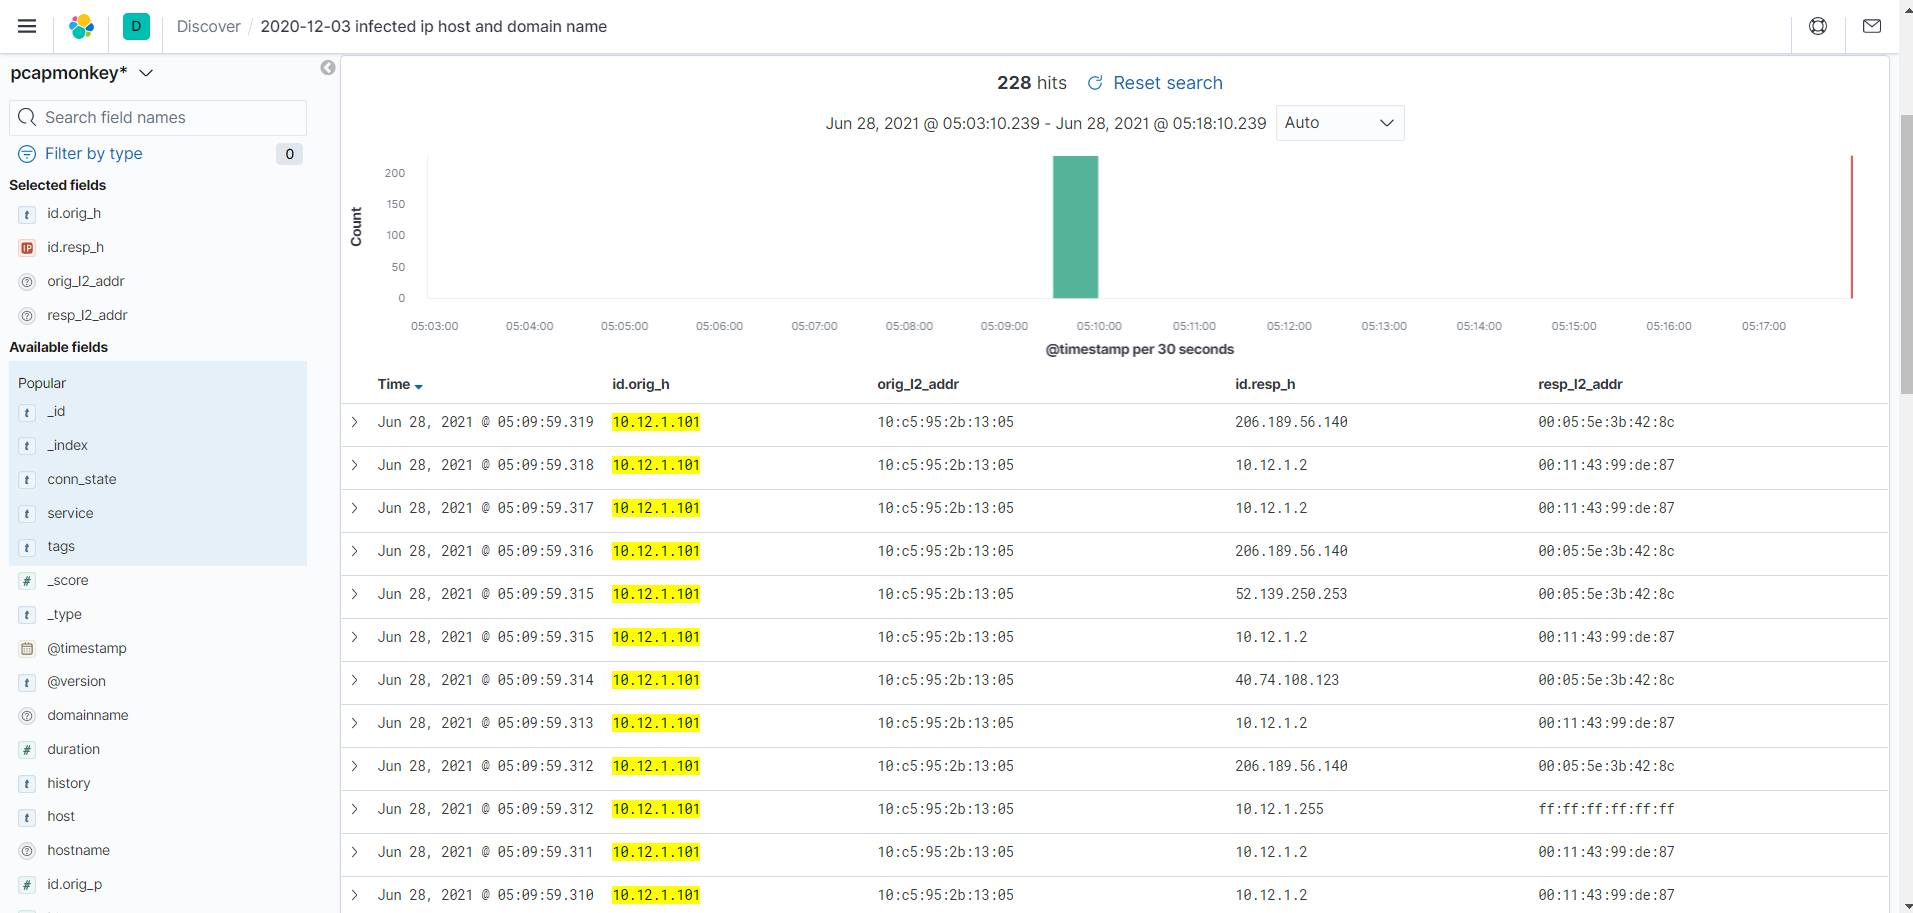 D Discover / 2020-12-03 infected ip host and domain name
pcapmonkey*
Search field names
Filter by type 0
Selected fields
t id.orig_h
IP id.resp_h
? orig_l2_addr
? resp_l2_addr
Available fields
Popular
t _id
t _index
t conn_state
t service
t tags
# _score
t _type
@timestamp
t @version
? domainname
# duration
t history
t host
? hostname
# id.orig_p
228 hits Reset search
Jun 28, 2021 @ 05:03:10.239 - Jun 28, 2021 @ 05:18:10.239 Auto
Count
200
150
100
50
0
05:03:00 05:04:00 05:05:00 05:06:00 05:07:00 05:08:00 05:09:00 05:10:00 05:11:00 05:12:00 05:13:00 05:14:00 05:15:00 05:16:00 05:17:00
@timestamp per 30 seconds
Time id.orig_h orig_l2_addr id.resp_h resp_l2_addr
Jun 28, 2021 @ 05:09:59.319 10.12.1.101 10:c5:95:2b:13:05 206.189.56.140 00:05:5e:3b:42:8c
Jun 28, 2021 @ 05:09:59.318 10.12.1.101 10:c5:95:2b:13:05 10.12.1.2 00:11:43:99:de:87
Jun 28, 2021 @ 05:09:59.317 10.12.1.101 10:c5:95:2b:13:05 10.12.1.2 00:11:43:99:de:87
Jun 28, 2021 @ 05:09:59.316 10.12.1.101 10:c5:95:2b:13:05 206.189.56.140 00:05:5e:3b:42:8c
Jun 28, 2021 @ 05:09:59.315 10.12.1.101 10:c5:95:2b:13:05 52.139.250.253 00:05:5e:3b:42:8c
Jun 28, 2021 @ 05:09:59.315 10.12.1.101 10:c5:95:2b:13:05 10.12.1.2 00:11:43:99:de:87
Jun 28, 2021 @ 05:09:59.314 10.12.1.101 10:c5:95:2b:13:05 40.74.108.123 00:05:5e:3b:42:8c
Jun 28, 2021 @ 05:09:59.313 10.12.1.101 10:c5:95:2b:13:05 10.12.1.2 00:11:43:99:de:87
Jun 28, 2021 @ 05:09:59.312 10.12.1.101 10:c5:95:2b:13:05 206.189.56.140 00:05:5e:3b:42:8c
Jun 28, 2021 @ 05:09:59.312 10.12.1.101 10:c5:95:2b:13:05 10.12.1.255 ff:ff:ff:ff:ff:ff
Jun 28, 2021 @ 05:09:59.311 10.12.1.101 10:c5:95:2b:13:05 10.12.1.2 00:11:43:99:de:87
Jun 28, 2021 @ 05:09:59.310 10.12.1.101 10:c5:95:2b:13:05 10.12.1.2 00:11:43:99:de:87